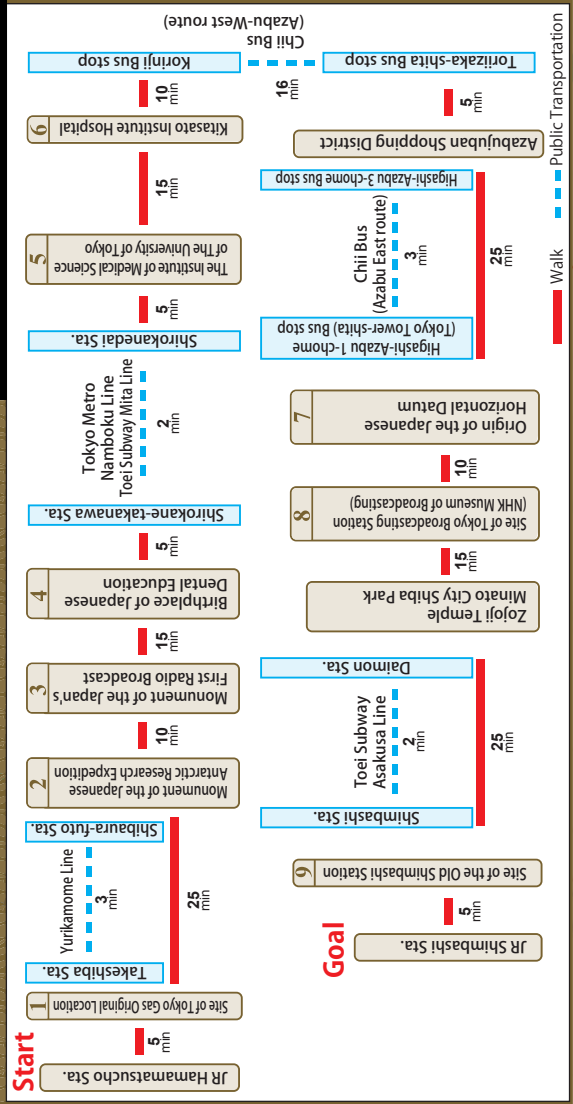 Start
JR Hamamatsucho Sta.
5
min
1
Site of Tokyo Gas Original Location
Takeshiba Sta.
Yurikamome Line
3
min
25
min
Shibaura-futo Sta.
2
Monument of the Japanese
Antarctic Research Expedition
10
min
3
Monument of the Japan's
First Radio Broadcast
15
min
4
Birthplace of Japanese
Dental Education
5
min
Shirokane-takanawa Sta.
Tokyo Metro
Namboku Line
Toei Subway Mita Line
2
min
Shirokanedai Sta.
5
min
5
The Institute of Medical Science
of The University of Tokyo
15
min
6
Kitasato Institute Hospital
10
min
Korinji Bus stop
Chii Bus
(Azabu-West route)
16
min
Toriizaka-shita Bus stop
5
min
Azabujuban Shopping District
Higashi-Azabu 3-chome Bus stop
Chii Bus
(Azabu East route)
3
min
25
min
Higashi-Azabu 1-chome
(Tokyo Tower-shita) Bus stop
7
Origin of the Japanese
Horizontal Datum
10
min
8
Site of Tokyo Broadcasting Station
(NHK Museum of Broadcasting)
15
min
Zojoji Temple
Minato City Shiba Park
Daimon Sta.
Toei Subway
Asakusa Line
2
min
25
min
Shimbashi Sta.
9
Site of the Old Shimbashi Station
5
min
JR Shimbashi Sta.
Goal
Walk
Public Transportation